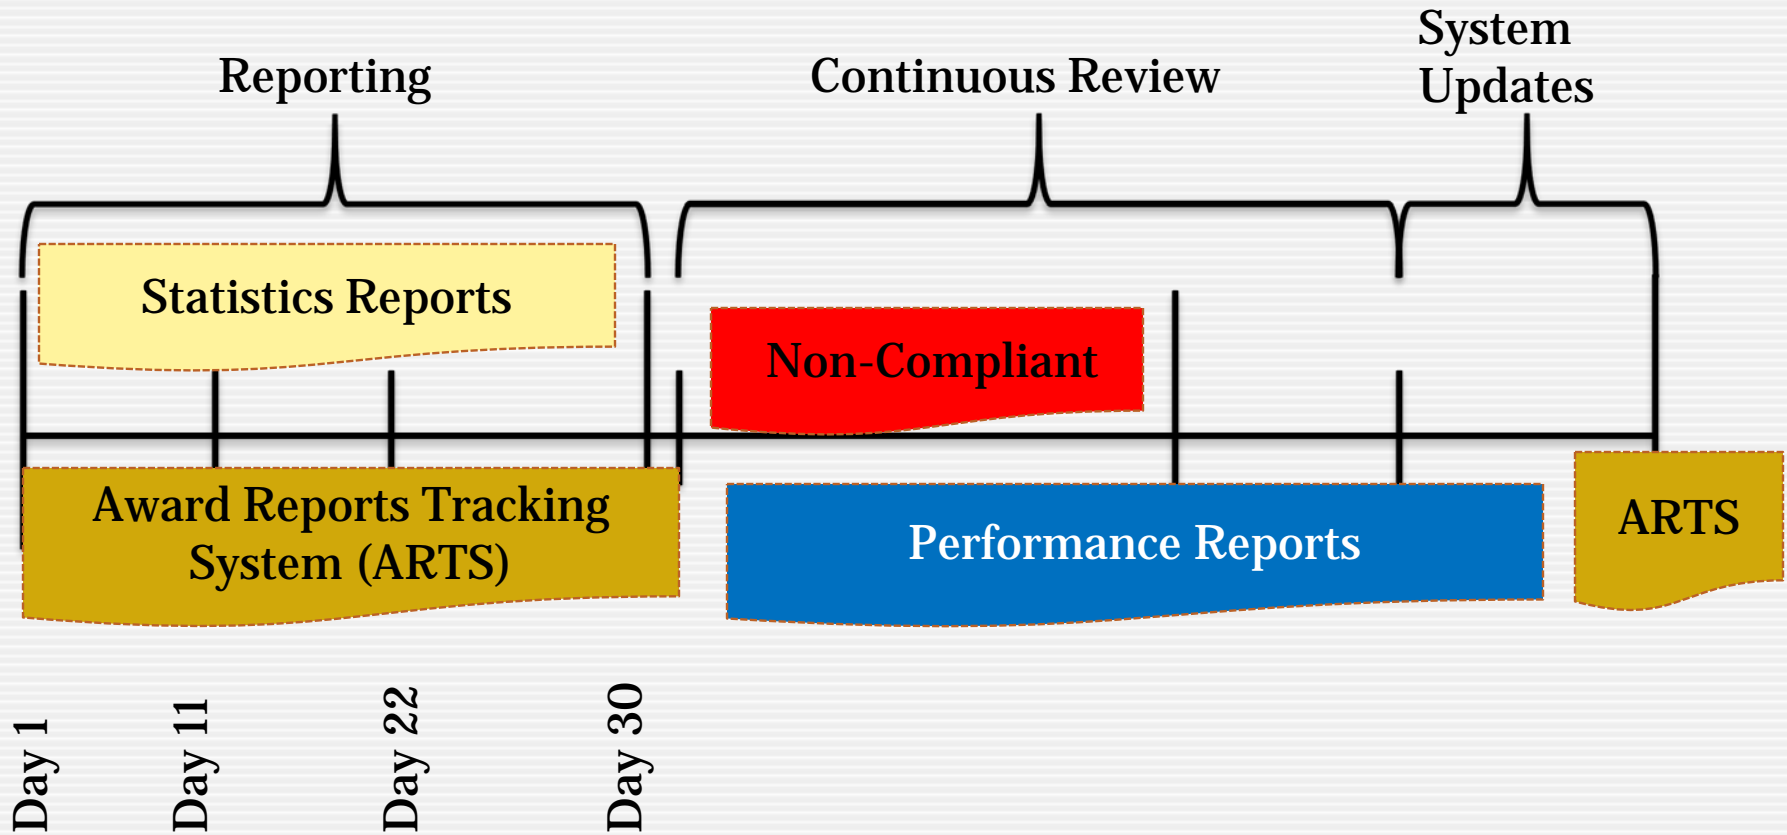 Reporting
Continuous Review
System
Updates
Statistics Reports
Non-Compliant
Award Reports Tracking
System (ARTS)
Performance Reports
ARTS
Day 1
Day 11
Day 22
Day 30